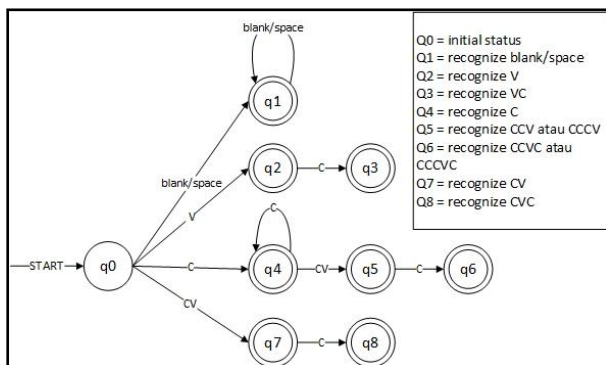 blank/space
Q0 = initial status
Q1 = recognize blank/space
Q2 = recognize V
Q3 = recognize VC
Q4 = recognize C
Q5 = recognize CCV atau CCCV
Q6 = recognize CCVC atau
CCCVC
Q7 = recognize CV
Q8 = recognize CVC
q1
blank/space
q2
C
q3
V
C
START
q0
C
q4
CV
q5
C
q6
CV
q7
C
q8